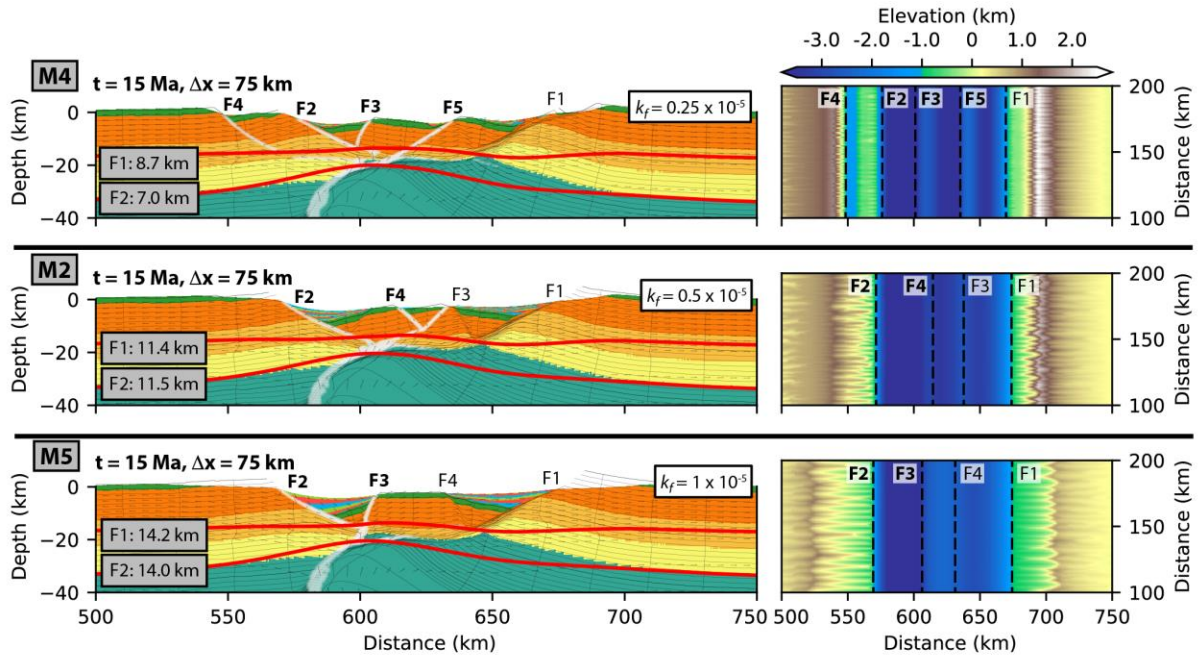 Elevation (km)
-3.0 -2.0 -1.0 0 1.0 2.0
M4
t = 15 Ma, Δx = 75 km
F4 F2 F3 F5 F1
k_f = 0.25 x 10⁻⁵
Depth (km)
0
−20
−40
F1: 8.7 km
F2: 7.0 km
F4 F2 F3 F5 F1
200
150
100
Distance (km)
M2
t = 15 Ma, Δx = 75 km
F2 F4 F3 F1
k_f = 0.5 x 10⁻⁵
Depth (km)
0
−20
−40
F1: 11.4 km
F2: 11.5 km
F2 F4 F3 F1
200
150
100
Distance (km)
M5
t = 15 Ma, Δx = 75 km
F2 F3 F4 F1
k_f = 1 x 10⁻⁵
Depth (km)
0
−20
−40
F1: 14.2 km
F2: 14.0 km
500 550 600 650 700 750
Distance (km)
F2 F3 F4 F1
200
150
100
Distance (km)
500 550 600 650 700 750
Distance (km)